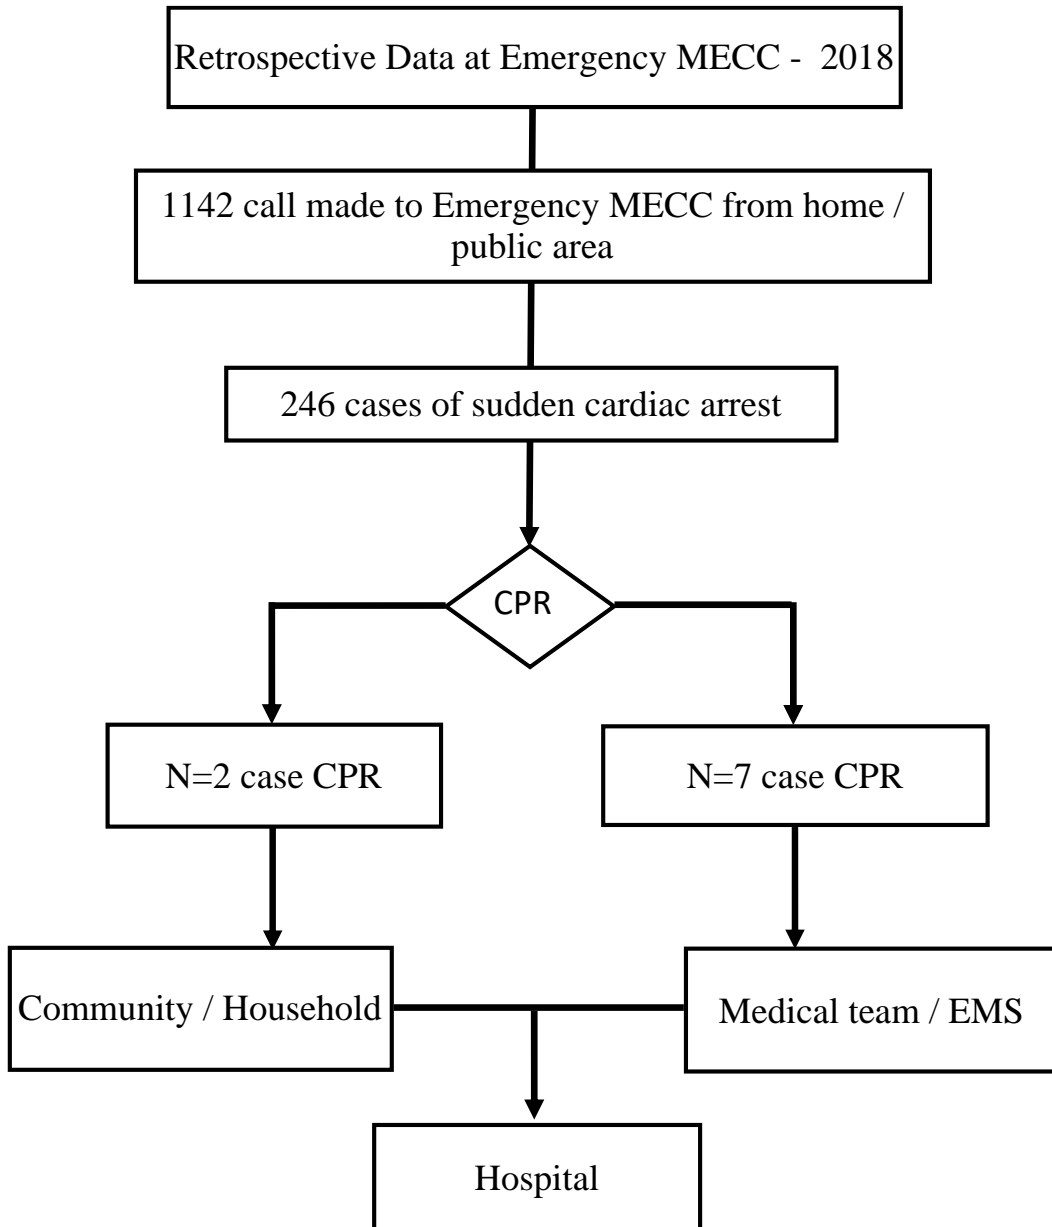 Retrospective Data at Emergency MECC - 2018
1142 call made to Emergency MECC from home /
public area
246 cases of sudden cardiac arrest
CPR
N=2 case CPR
N=7 case CPR
Community / Household
Medical team / EMS
Hospital